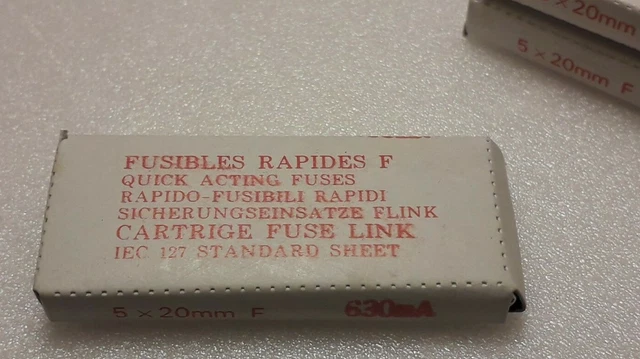 FUSIBLES RAPIDES F
QUICK ACTING FUSES
RAPIDO-FUSIBILI RAPIDI
SICHERUNGSEINSATZE FLINK
CARTRIGE FUSE LINK
IEC 127 STANDARD SHEET
5 x 20mm F 630mA
x 20mm
5 x 20mm F